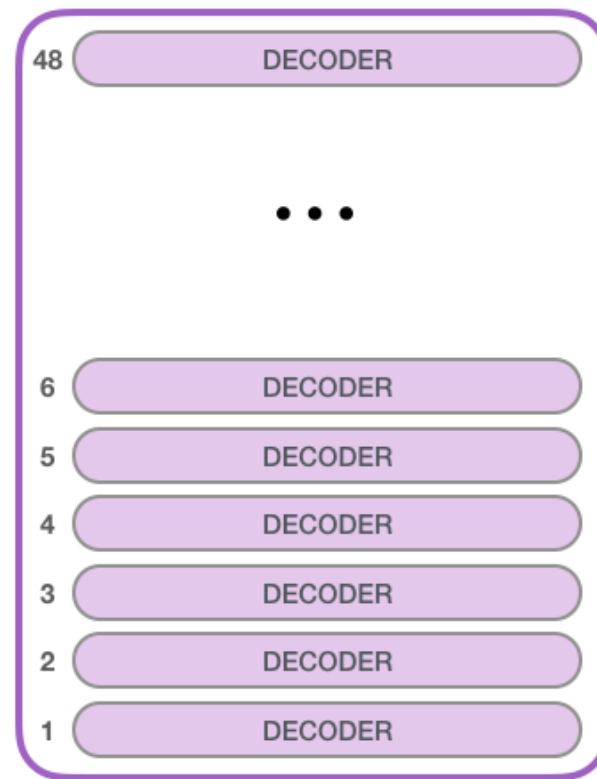 48 DECODER
• • •
6 DECODER
5 DECODER
4 DECODER
3 DECODER
2 DECODER
1 DECODER